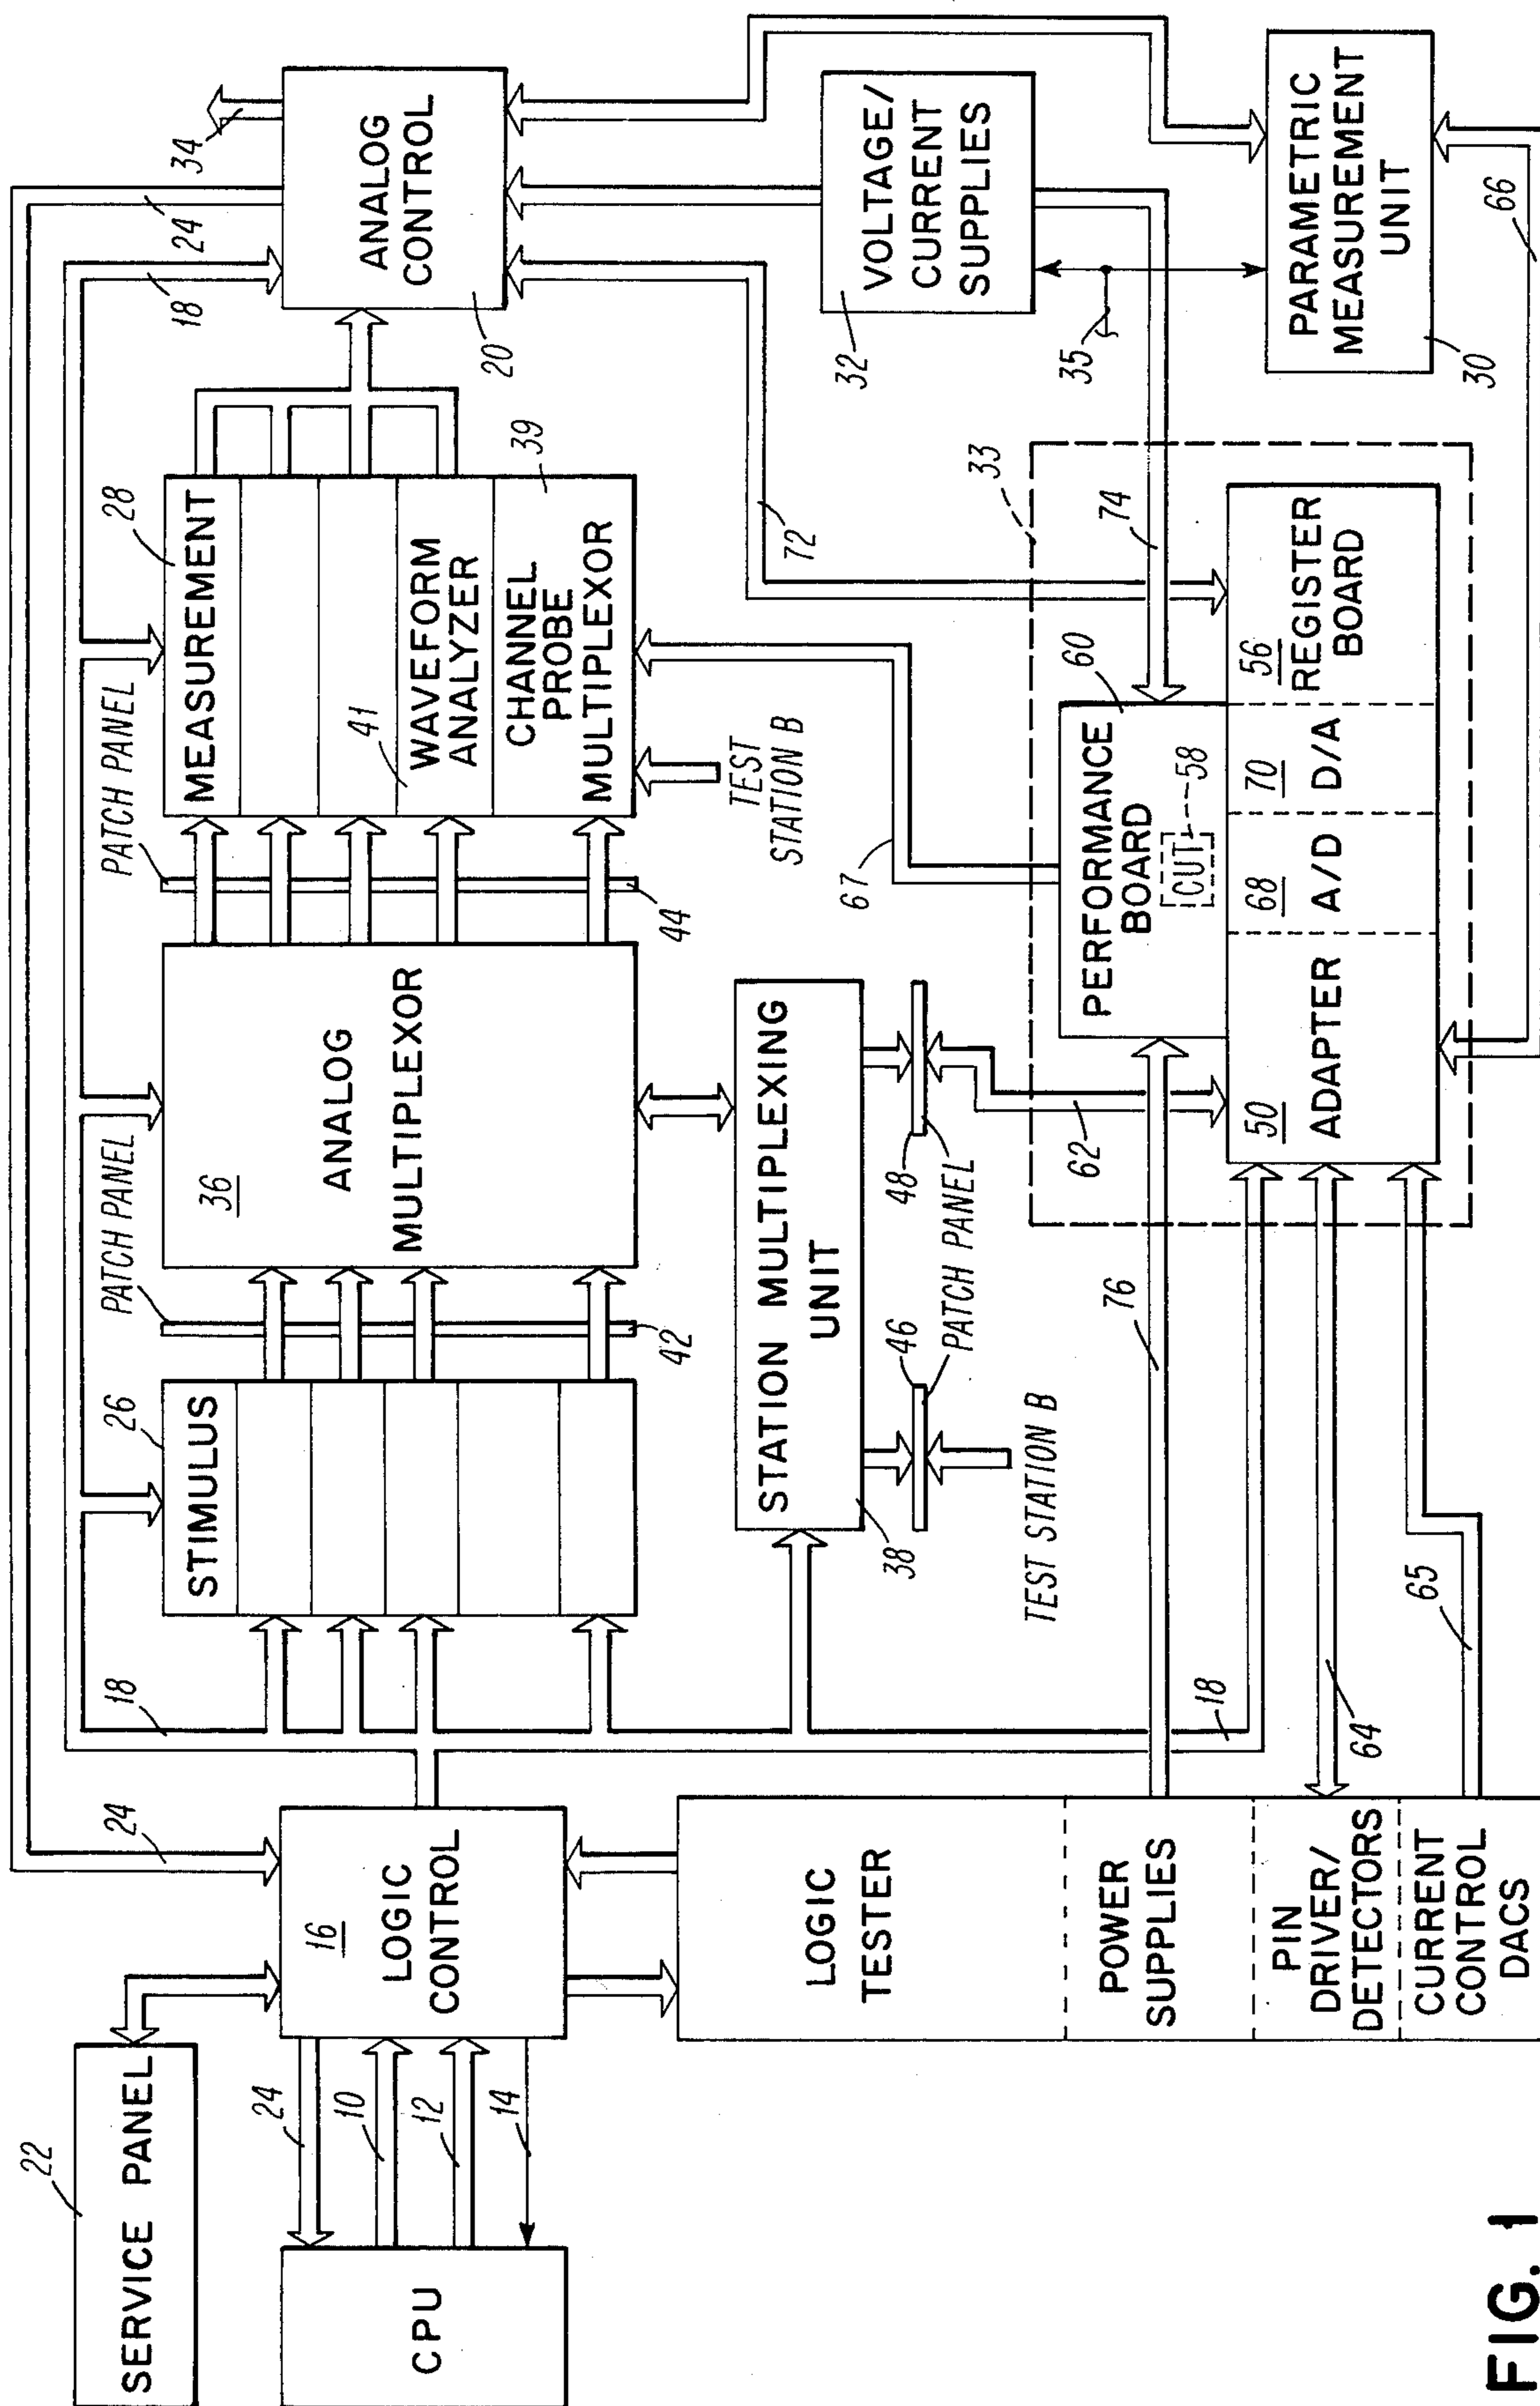 22
SERVICE PANEL
CPU
24
10
12
14
16
LOGIC
CONTROL
24
18
LOGIC
TESTER
POWER
SUPPLIES
PIN
DRIVER/
DETECTORS
CURRENT
CONTROL
DACS
26
STIMULUS
PATCH PANEL
42
36
ANALOG
MULTIPLEXOR
PATCH PANEL
44
28
MEASUREMENT
41
WAVEFORM
ANALYZER
CHANNEL
PROBE
MULTIPLEXOR
39
TEST
STATION B
18
24
34
ANALOG
CONTROL
20
STATION MULTIPLEXING
UNIT
38
46
48
PATCH PANEL
TEST STATION B
62
67
72
32
VOLTAGE/
CURRENT
SUPPLIES
35
33
74
60
PERFORMANCE
BOARD
CUT
58
76
18
64
65
50
ADAPTER
68
A/D
70
D/A
56
REGISTER
BOARD
PARAMETRIC
MEASUREMENT
UNIT
30
66
FIG. 1